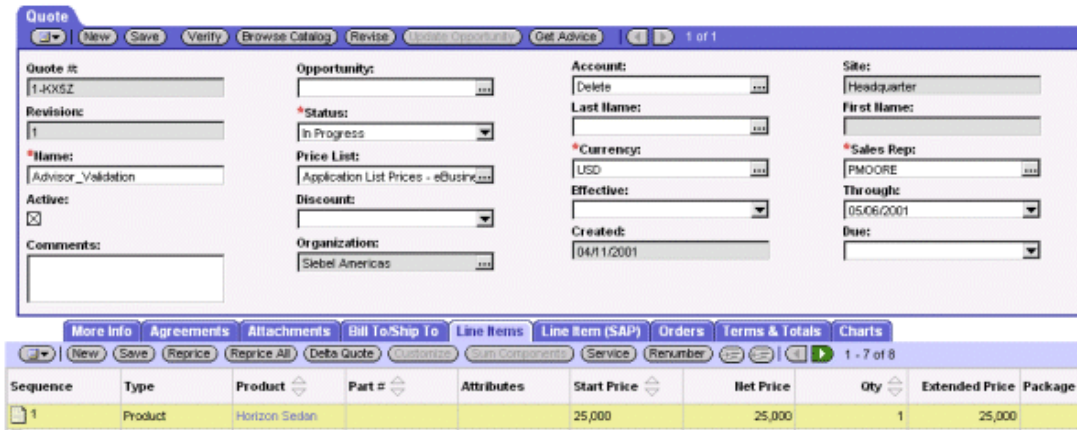 Quote
New Save Verify Browse Catalog Revise Update Opportunity Get Advice 1 of 1
Quote #: Opportunity: Account: Site:
1-KX5Z Delete Headquarter
Revision: *Status: Last Name: First Name:
1 In Progress
*Name: Price List: *Currency: *Sales Rep:
Advisor_Validation Application List Prices - eBusine USD PMOORE
Active: Discount: Effective: Through:
05/06/2001
Comments: Organization: Created: Due:
Siebel Americas 04/11/2001
More Info Agreements Attachments Bill To/Ship To Line Items Line Item (SAP) Orders Terms & Totals Charts
New Save Reprice Reprice All Delta Quote Customize Sum Components Service Renumber 1 - 7 of 8
Sequence Type Product Part # Attributes Start Price Net Price Qty Extended Price Package
1 Product Horizon Sedan 25,000 25,000 1 25,000